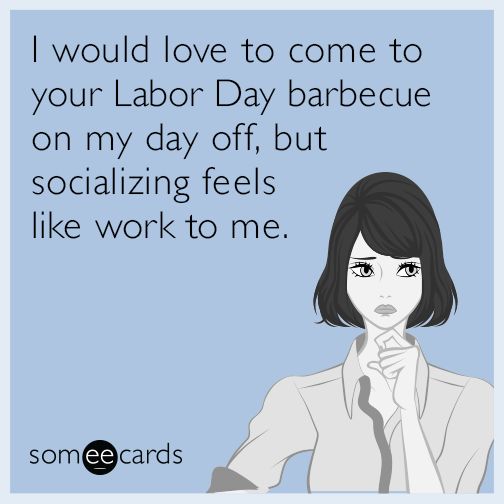 I would love to come to
your Labor Day barbecue
on my day off, but
socializing feels
like work to me.
someecards